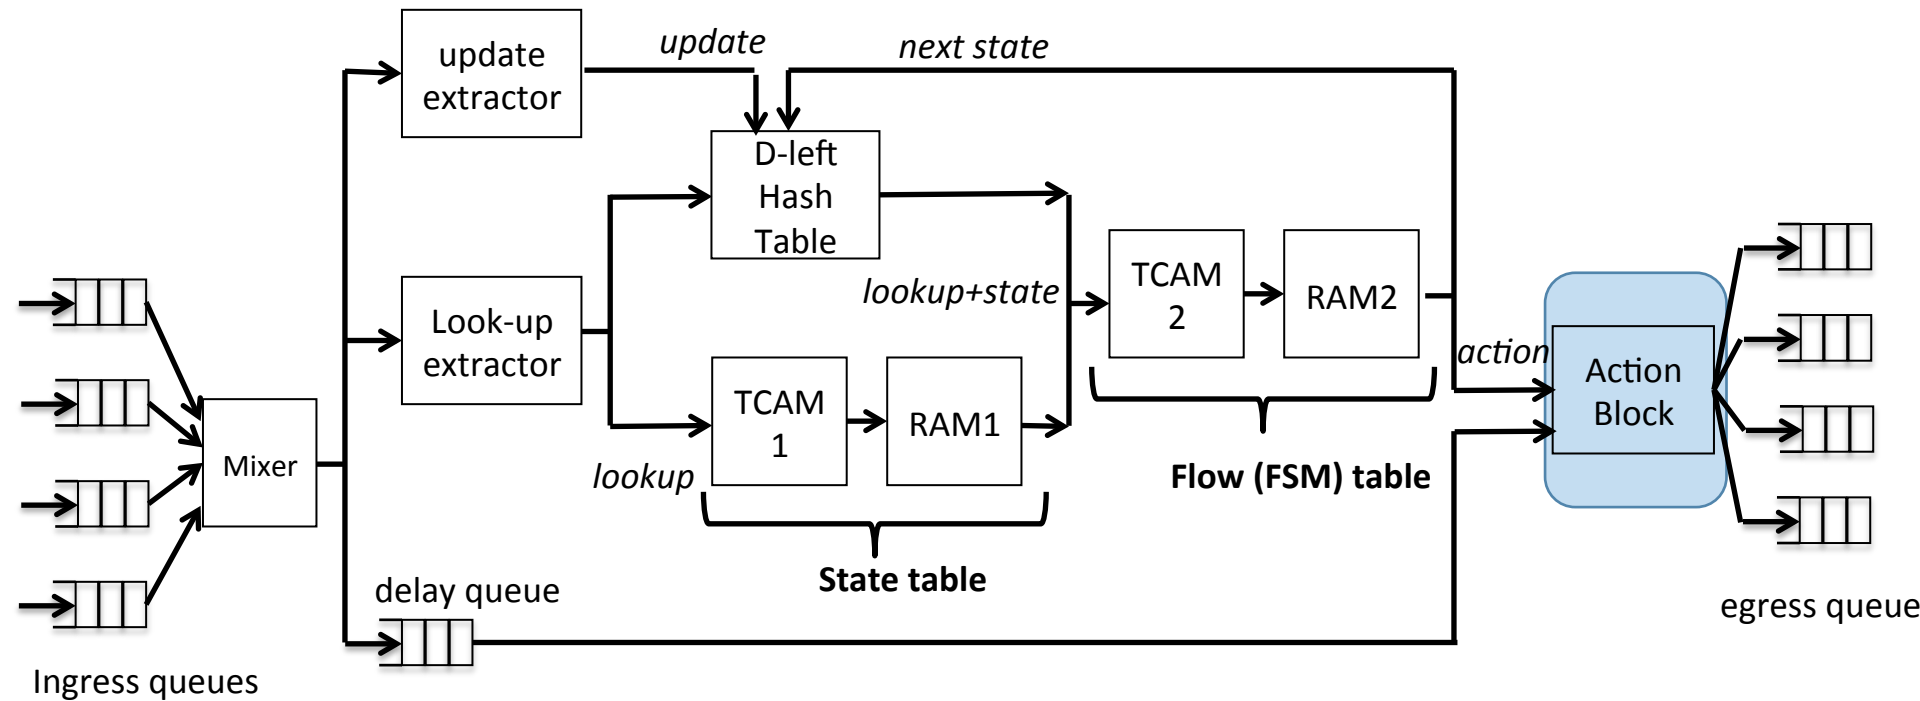 update
extractor
update
next state
D-left
Hash
Table
lookup+state
TCAM
2
RAM2
Look-up
extractor
TCAM
1
RAM1
lookup
action
Action
Block
Mixer
Flow (FSM) table
State table
delay queue
egress queue
Ingress queues